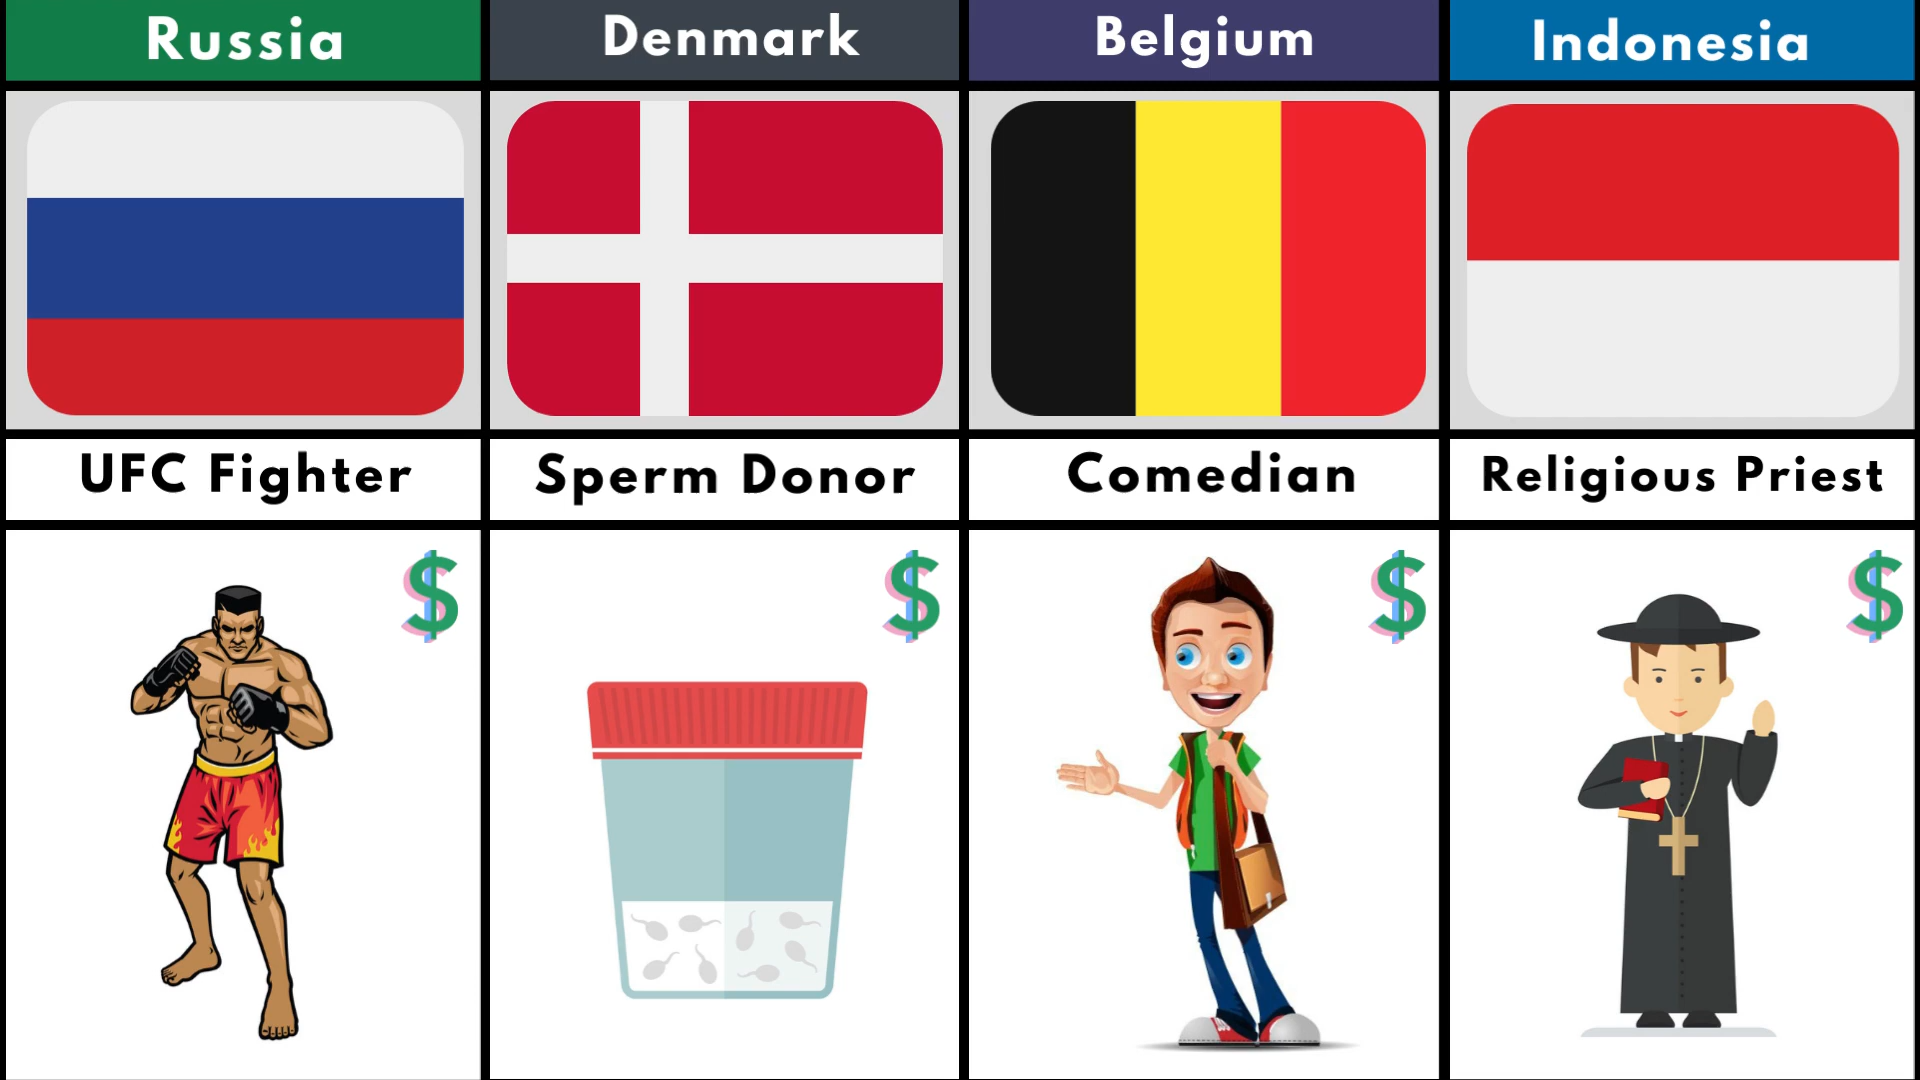 Russia
Denmark
Belgium
Indonesia
UFC Fighter
Sperm Donor
Comedian
Religious Priest
$
$
$
$